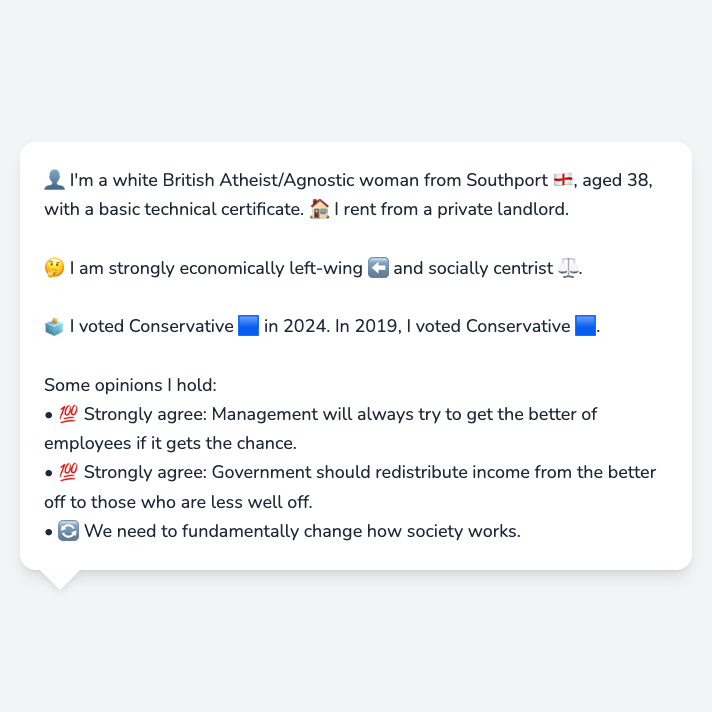 👤 I'm a white British Atheist/Agnostic woman from Southport 🏴󠁧󠁢󠁥󠁮󠁧󠁿, aged 38,
with a basic technical certificate. 🏠 I rent from a private landlord.
🤔 I am strongly economically left-wing ⬅️ and socially centrist ⚖️.
🗳️ I voted Conservative 🟦 in 2024. In 2019, I voted Conservative 🟦.
Some opinions I hold:
• 💯 Strongly agree: Management will always try to get the better of
employees if it gets the chance.
• 💯 Strongly agree: Government should redistribute income from the better
off to those who are less well off.
• 🔄 We need to fundamentally change how society works.